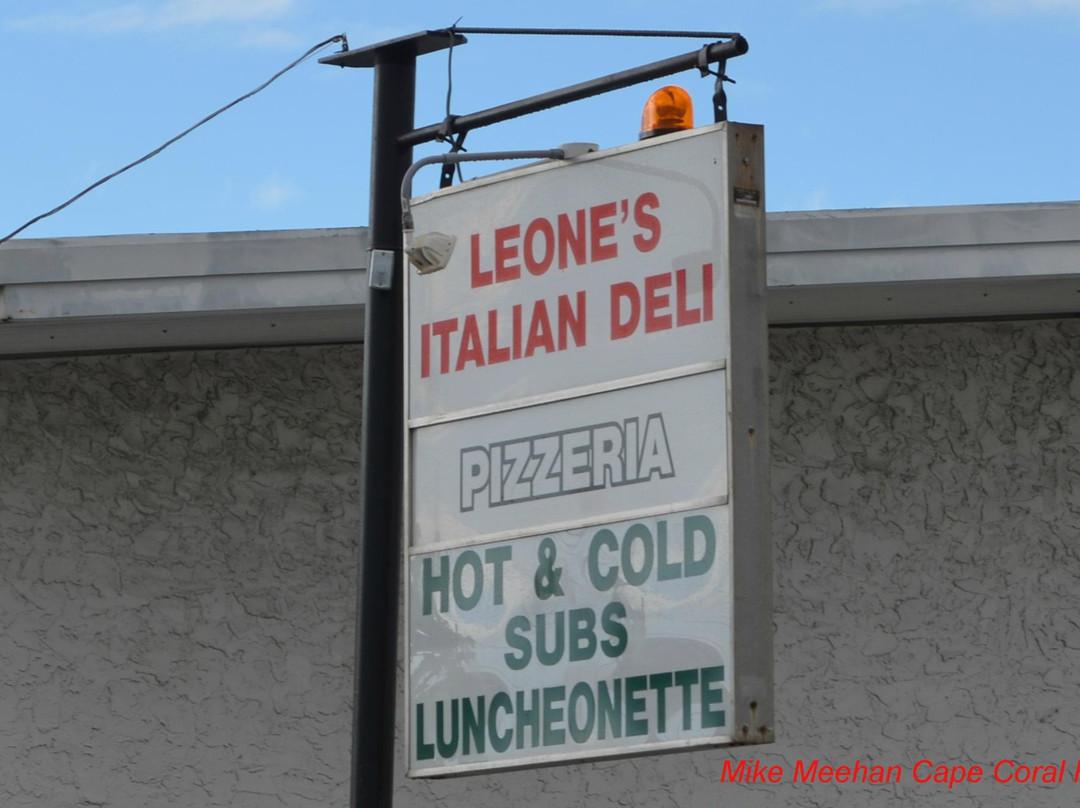 LEONE'S
ITALIAN DELI
PIZZERIA
HOT & COLD
SUBS
LUNCHEONETTE
Mike Meehan Cape Coral